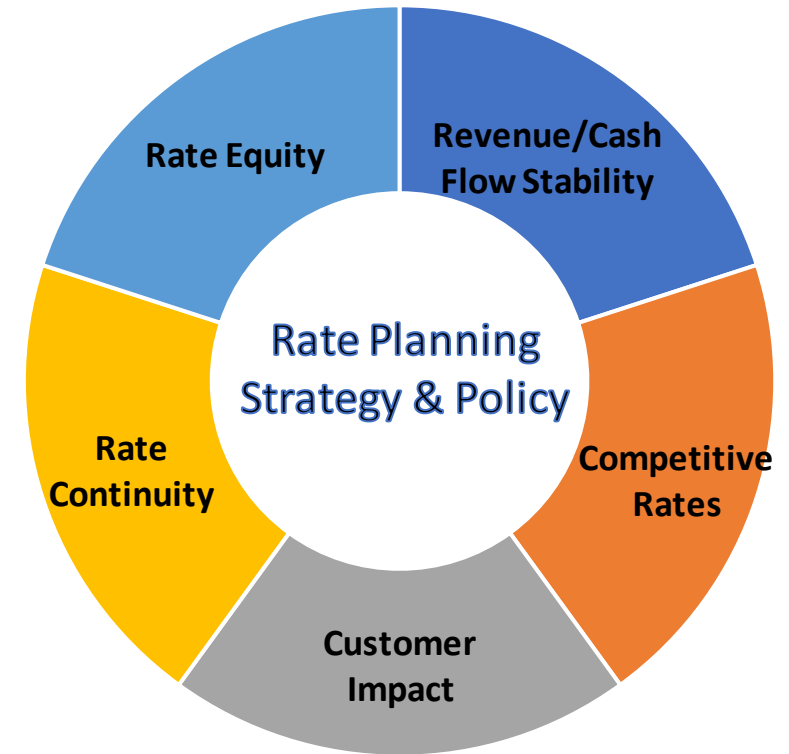 Rate Equity
Revenue/Cash
Flow Stability
Rate Planning
Strategy & Policy
Rate
Continuity
Competitive
Rates
Customer
Impact